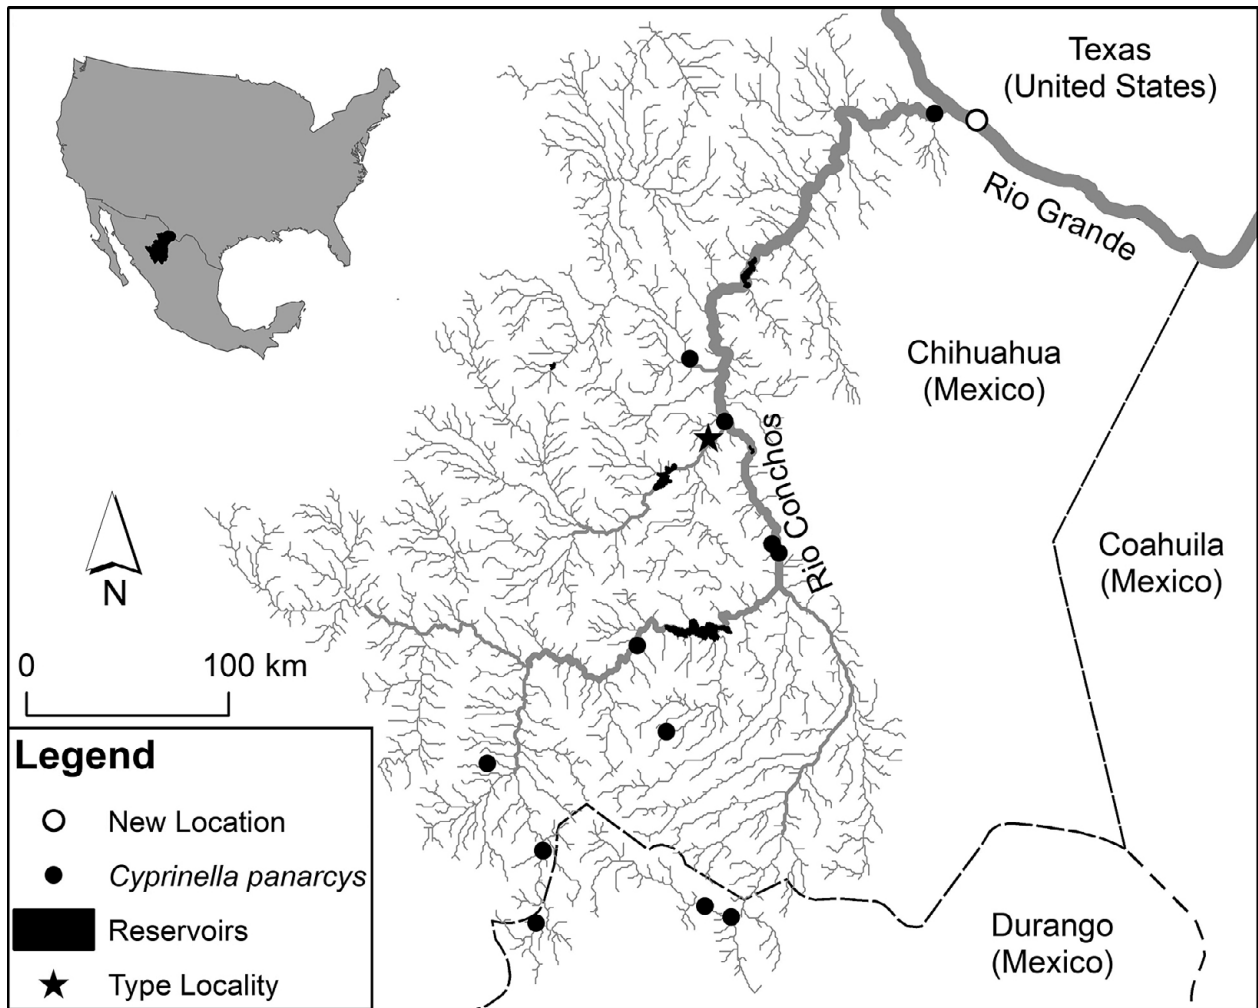 Texas
(United States)
Rio Grande
Chihuahua
(Mexico)
Rio Conchos
Coahuila
(Mexico)
N
0 100 km
Legend
New Location
Cyprinella panarcys
Reservoirs
Type Locality
Durango
(Mexico)